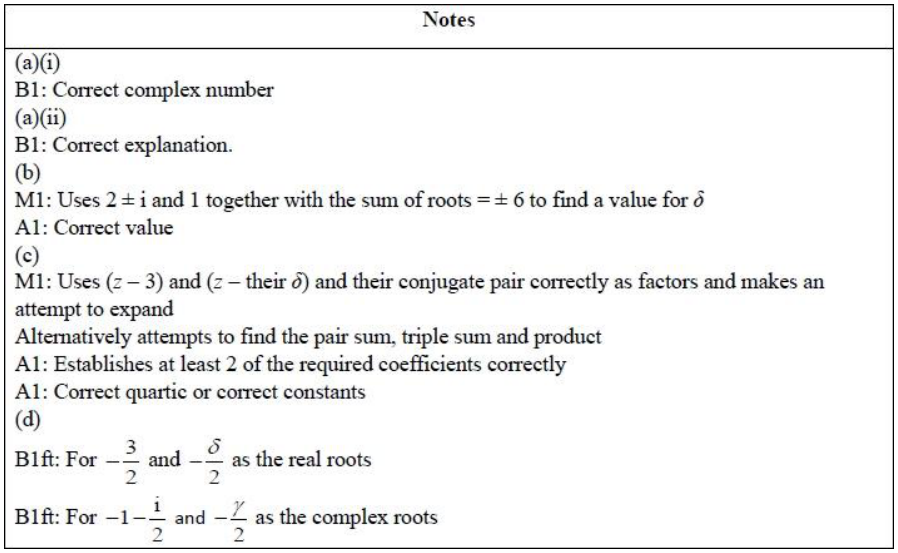 Notes
(a)(i)
B1: Correct complex number
(a)(ii)
B1: Correct explanation.
(b)
M1: Uses 2 ± i and 1 together with the sum of roots = ± 6 to find a value for δ
A1: Correct value
(c)
M1: Uses (z – 3) and (z – their δ) and their conjugate pair correctly as factors and makes an
attempt to expand
Alternatively attempts to find the pair sum, triple sum and product
A1: Establishes at least 2 of the required coefficients correctly
A1: Correct quartic or correct constants
(d)
B1ft: For −3/2 and −δ/2 as the real roots
B1ft: For −1−i/2 and −γ/2 as the complex roots